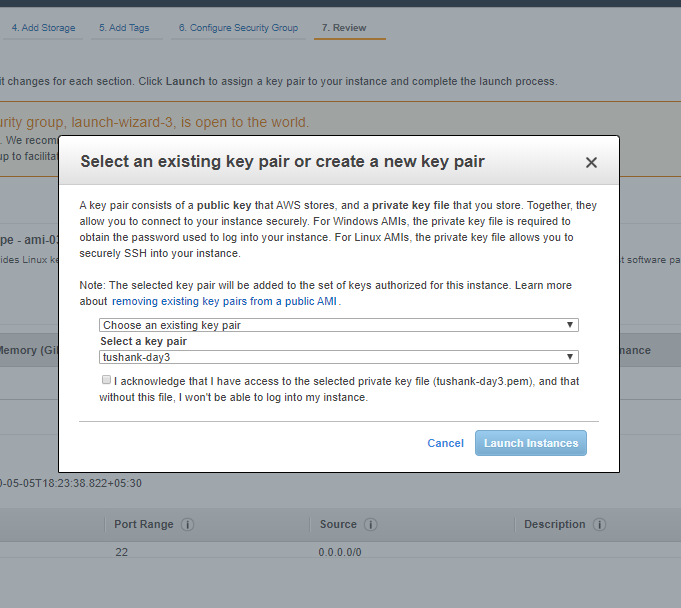 4. Add Storage 5. Add Tags 6. Configure Security Group 7. Review
it changes for each section. Click Launch to assign a key pair to your instance and complete the launch process.
urity group, launch-wizard-3, is open to the world.
. We recom
up to facilitat
Select an existing key pair or create a new key pair
A key pair consists of a public key that AWS stores, and a private key file that you store. Together, they
allow you to connect to your instance securely. For Windows AMIs, the private key file is required to
obtain the password used to log into your instance. For Linux AMIs, the private key file allows you to
securely SSH into your instance.
Note: The selected key pair will be added to the set of keys authorized for this instance. Learn more
about removing existing key pairs from a public AMI.
Choose an existing key pair
Select a key pair
tushank-day3
I acknowledge that I have access to the selected private key file (tushank-day3.pem), and that
without this file, I won't be able to log into my instance.
Cancel Launch Instances
pe - ami-03
ides Linux ke
st software pa
Memory (GiB
nance
0-05-05T18:23:38.822+05:30
Port Range Source Description
22 0.0.0.0/0